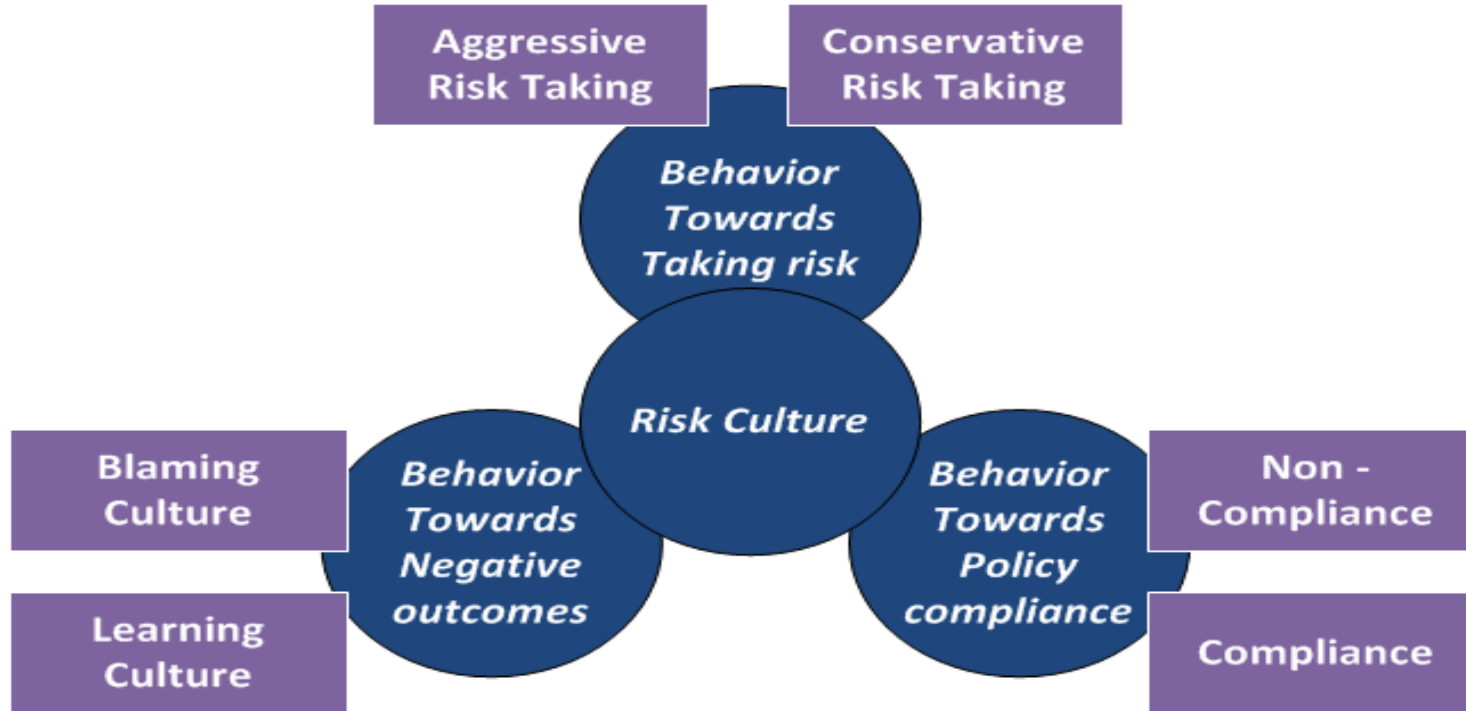 Aggressive
Risk Taking
Conservative
Risk Taking
Behavior
Towards
Taking risk
Risk Culture
Blaming
Culture
Learning
Culture
Behavior
Towards
Negative
outcomes
Behavior
Towards
Policy
compliance
Non -
Compliance
Compliance